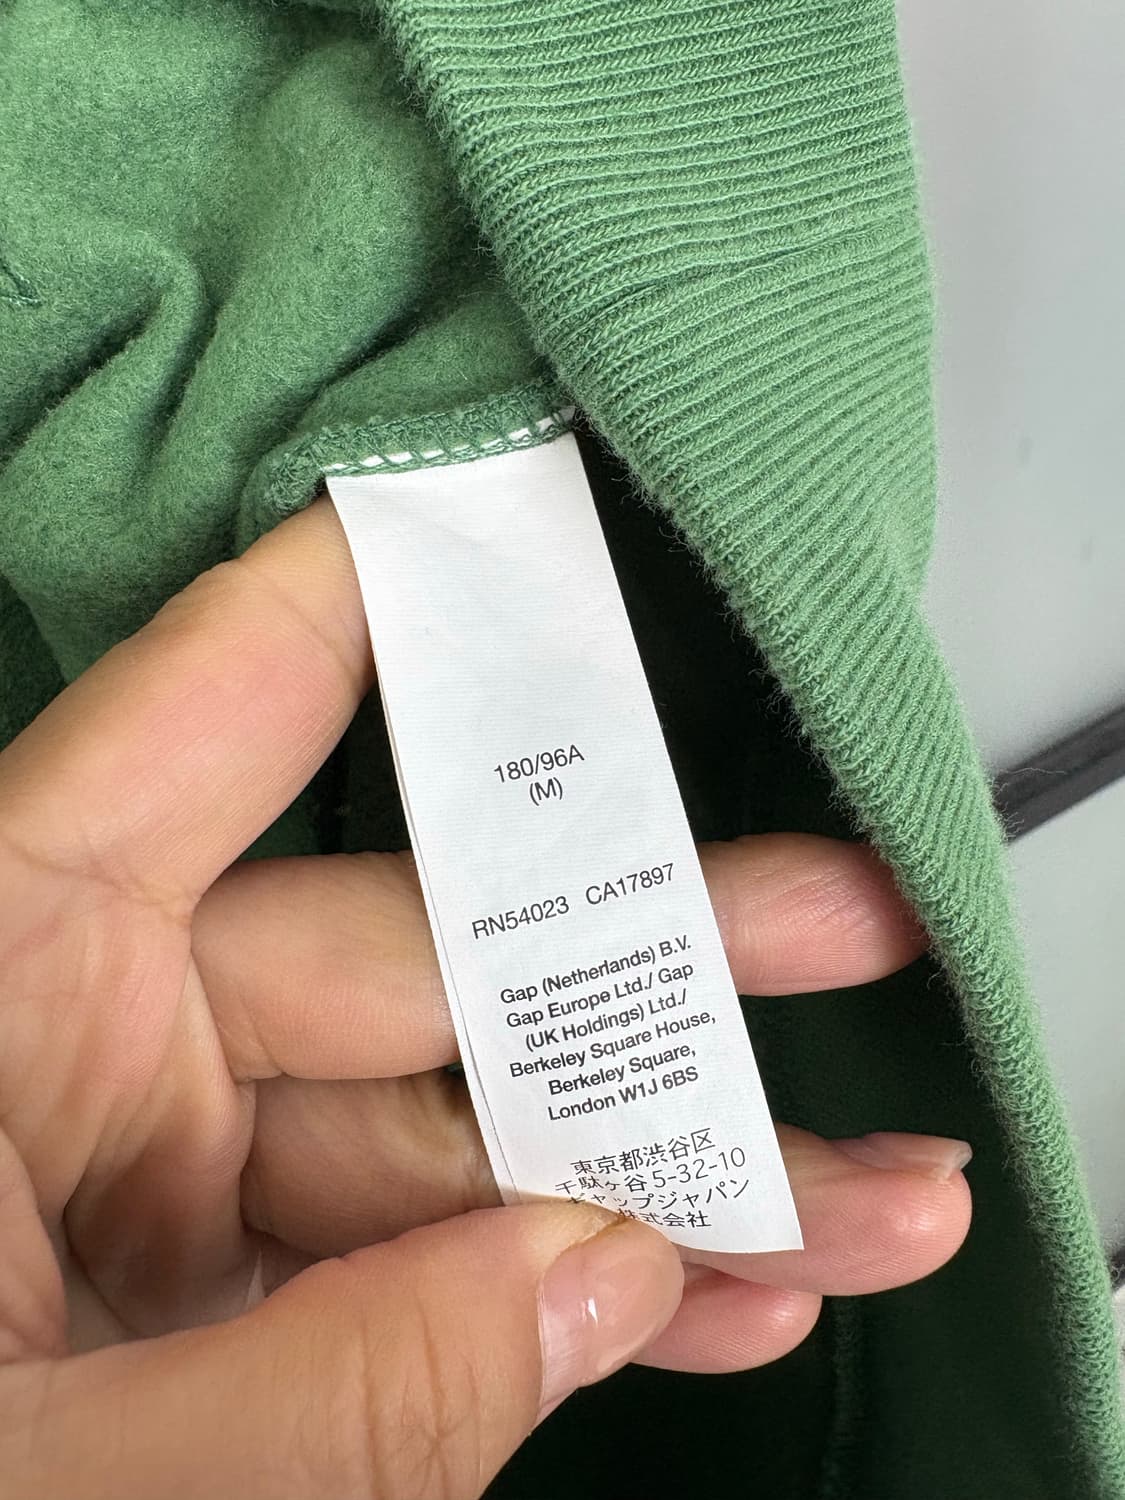 180/96A
(M)
RN54023 CA17897
Gap (Netherlands) B.V.
Gap Europe Ltd./ Gap
(UK Holdings) Ltd./
Berkeley Square House,
Berkeley Square,
London W1J 6BS
東京都渋谷区
千駄ヶ谷5-32-10
ギャップジャパン
株式会社